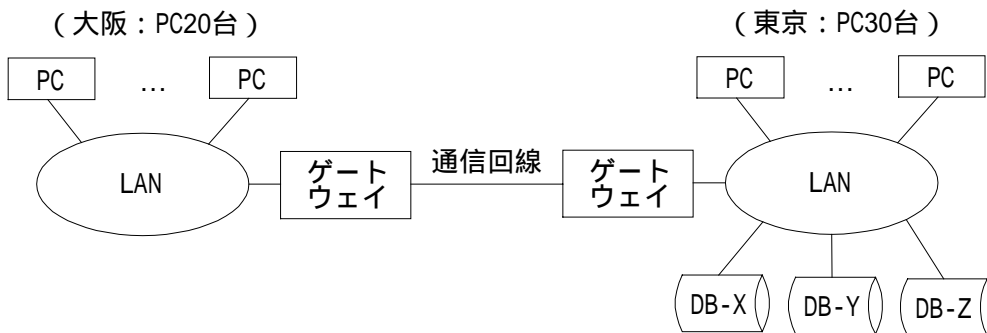 (大阪:PC20台) (東京:PC30台)
PC … PC PC … PC
LAN ゲート
ウェイ 通信回線 ゲート
ウェイ LAN
DB-X DB-Y DB-Z